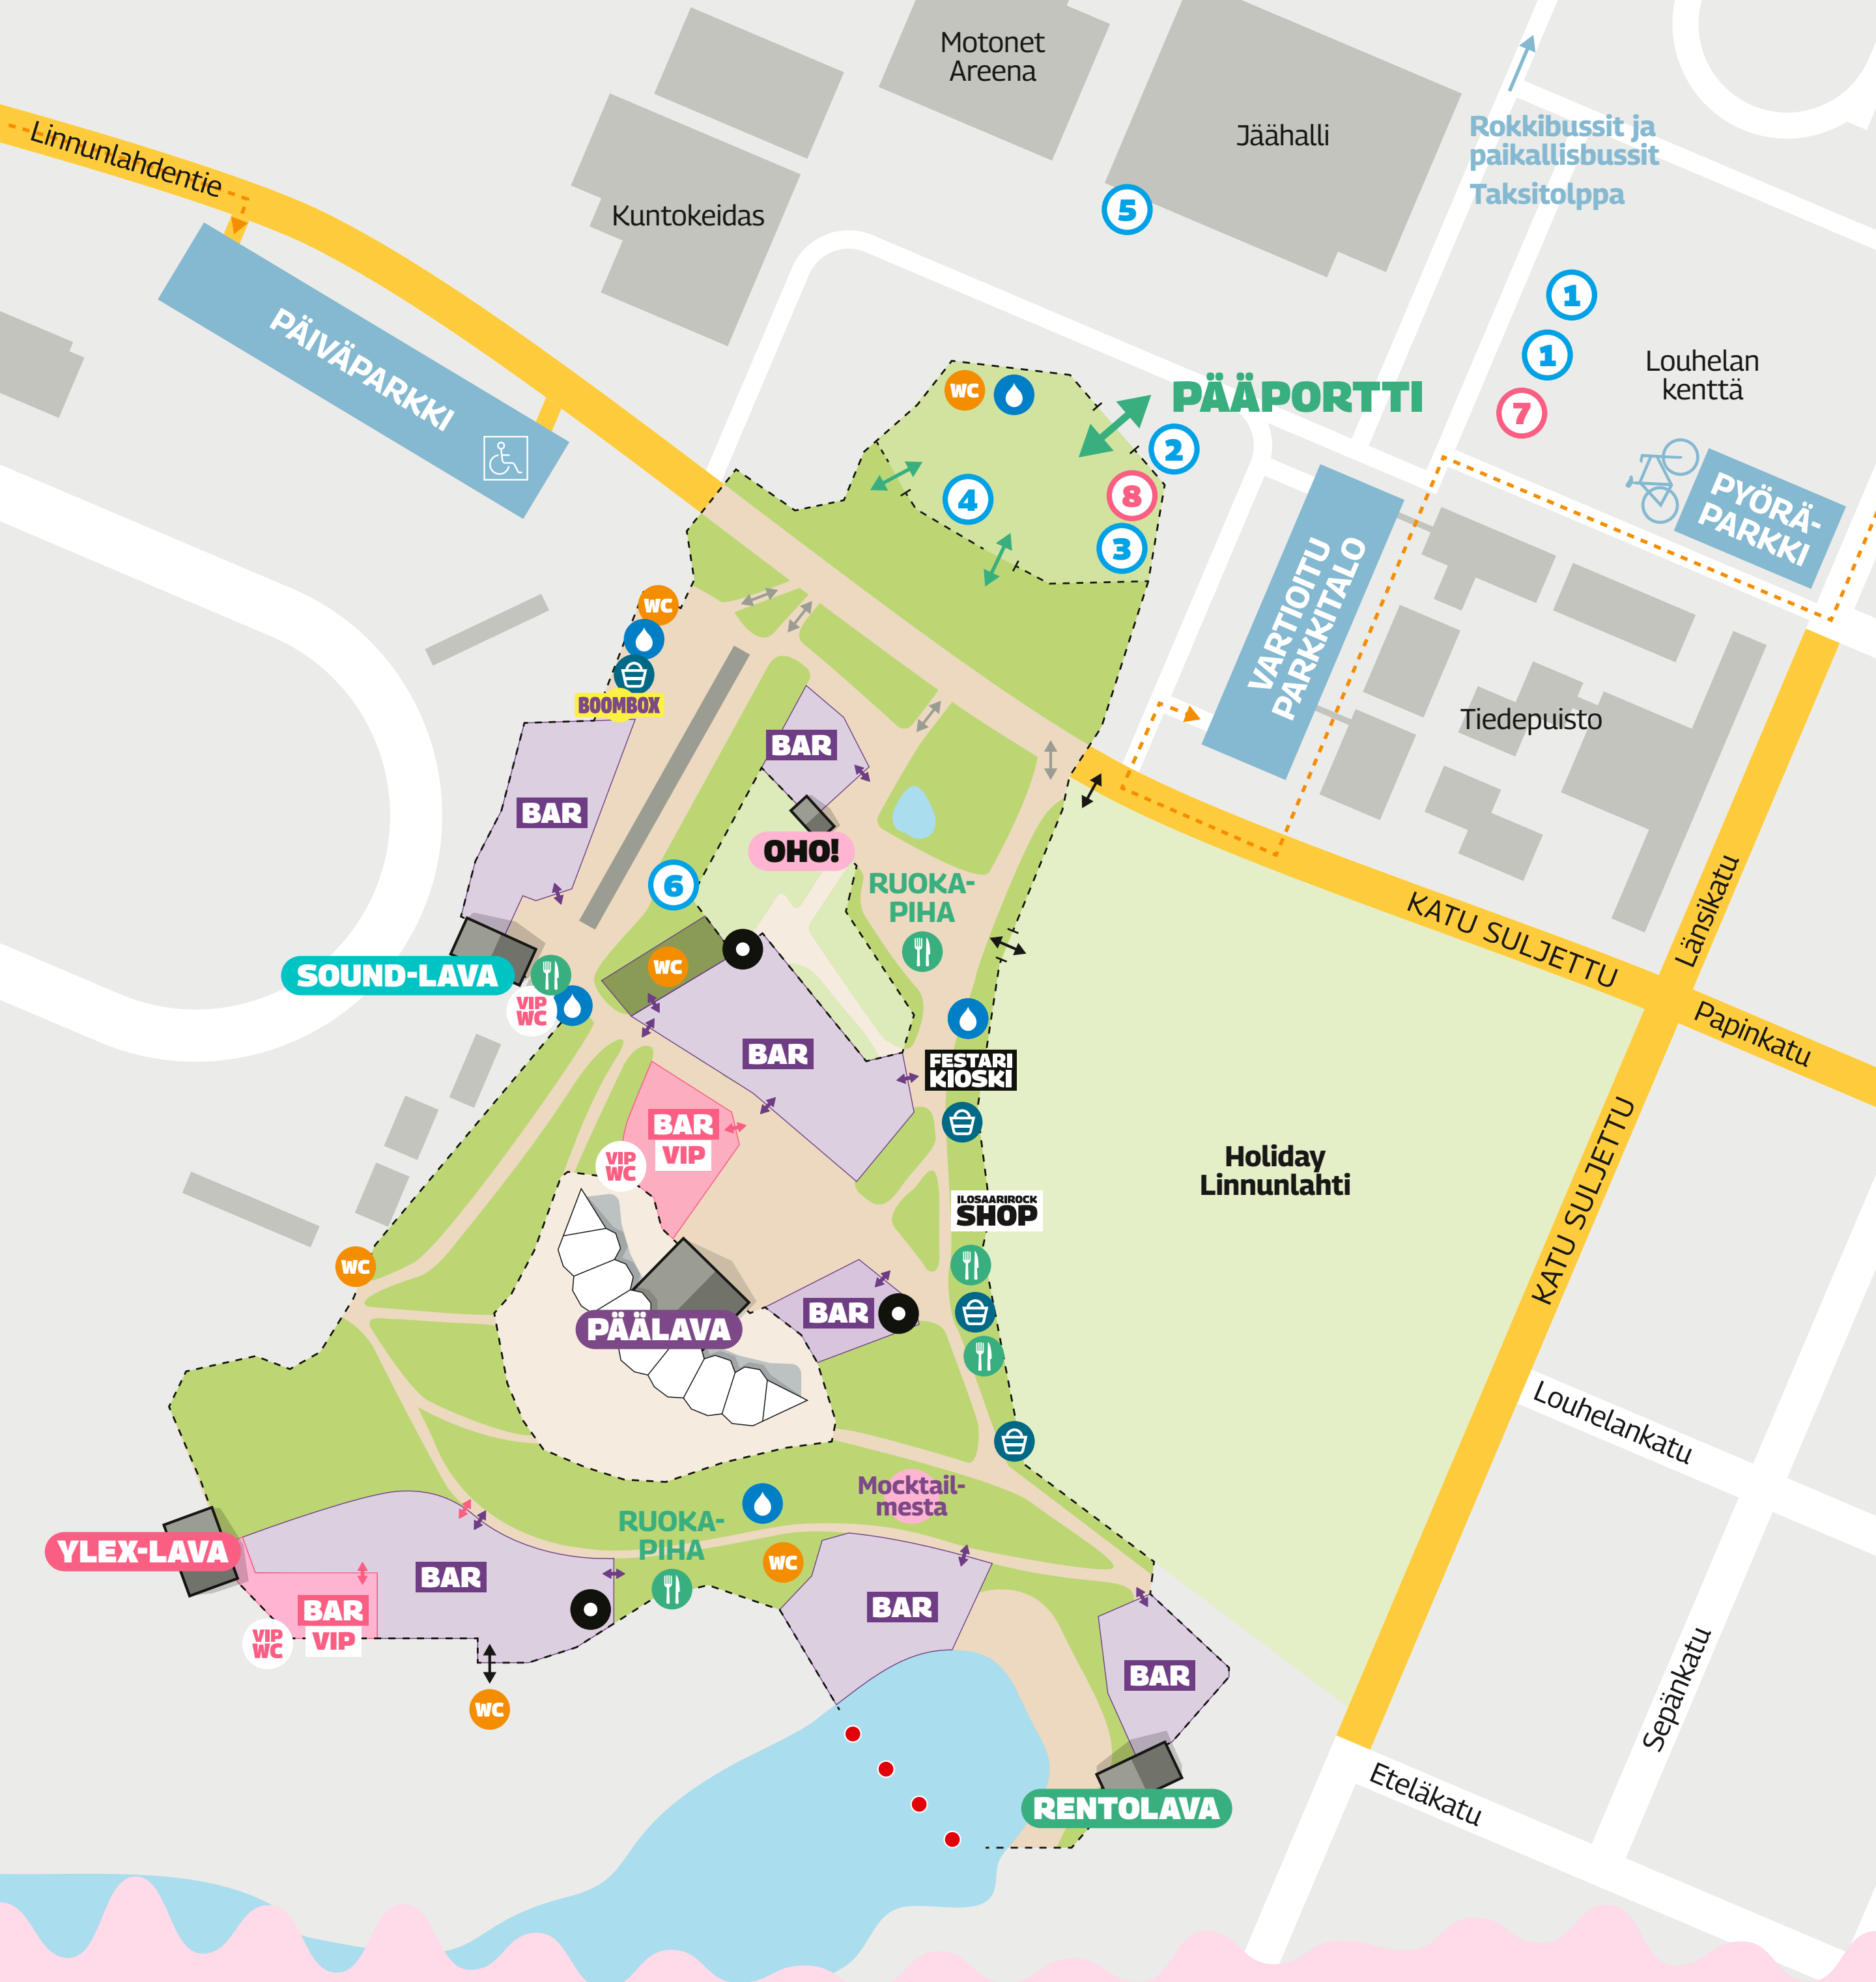 Motonet
Areena
Jäähalli
Rokkibussit ja
paikallisbussit
Taksitolppa
Linnunlahdentie
Kuntokeidas
5
1
1
7
Louhelan
kenttä
PÄIVÄPARKKI
WC
PÄÄPORTTI
2
8
3
4
PYÖRÄ-
PARKKI
VARTIOITU
PARKKITALO
Tiedepuisto
WC
BOOMBOX
BAR
BAR
OHO!
6
RUOKA-
PIHA
KATU SULJETTU
Länsikatu
Papinkatu
SOUND-LAVA
VIP
WC
WC
BAR
FESTARI
KIOSKI
BAR
VIP
VIP
WC
Holiday
Linnunlahti
KATU SULJETTU
ILOSAARIROCK
SHOP
WC
PÄÄLAVA
BAR
Louhelankatu
Mocktail-
mesta
RUOKA-
PIHA
WC
YLEX-LAVA
BAR
BAR
VIP
VIP
WC
WC
BAR
BAR
RENTOLAVA
Sepänkatu
Eteläkatu